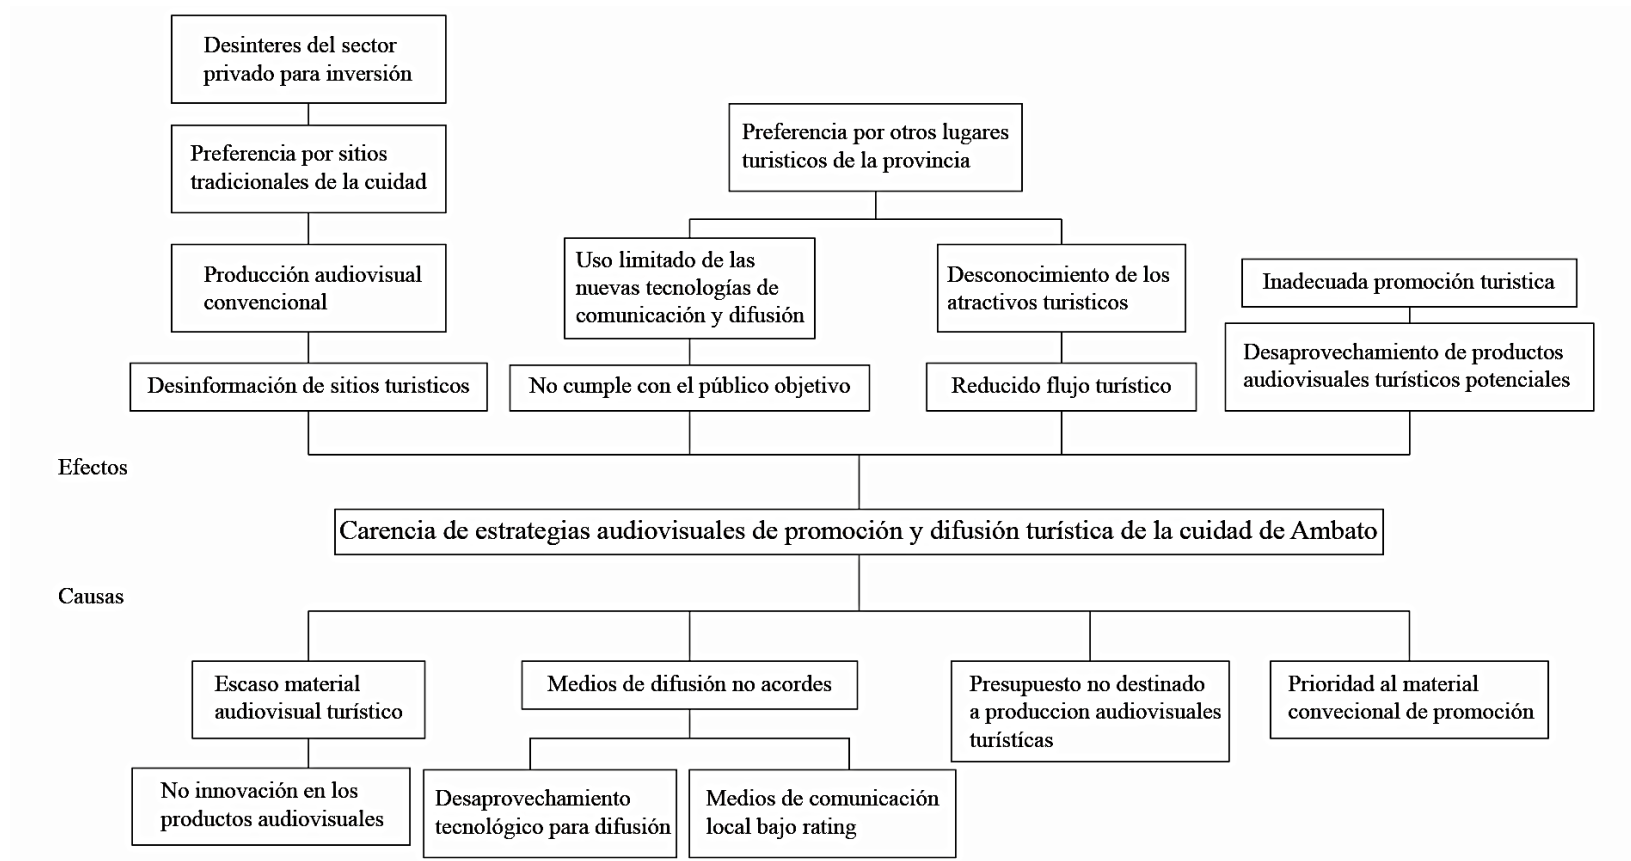 Desinteres del sector
privado para inversión
Preferencia por sitios
tradicionales de la cuidad
Producción audiovisual
convencional
Desinformación de sitios turisticos
Preferencia por otros lugares
turisticos de la provincia
Uso limitado de las
nuevas tecnologías de
comunicación y difusión
No cumple con el público objetivo
Desconocimiento de los
atractivos turisticos
Reducido flujo turístico
Inadecuada promoción turistica
Desaprovechamiento de productos
audiovisuales turísticos potenciales
Efectos
Carencia de estrategias audiovisuales de promoción y difusión turística de la cuidad de Ambato
Causas
Escaso material
audiovisual turístico
No innovación en los
productos audiovisuales
Medios de difusión no acordes
Desaprovechamiento
tecnológico para difusión
Medios de comunicación
local bajo rating
Presupuesto no destinado
a produccion audiovisuales
turístícas
Prioridad al material
convecional de promoción